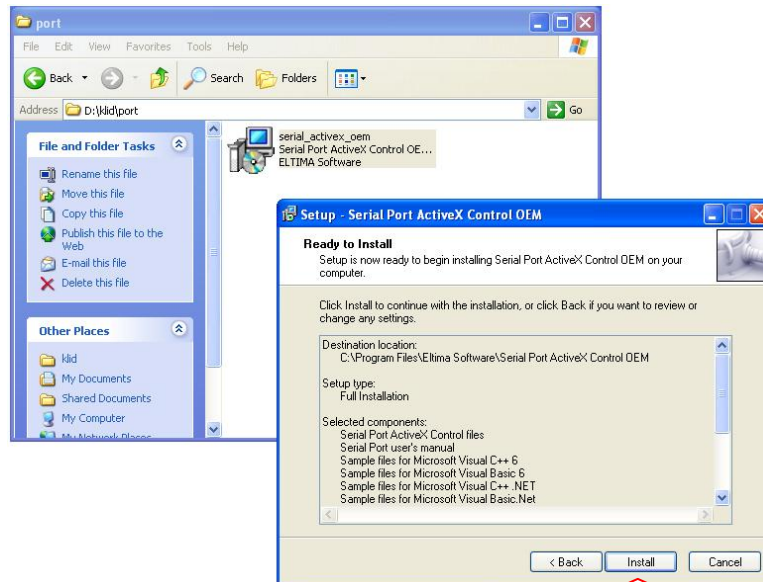 port
File Edit View Favorites Tools Help
Back Search Folders
Address D:\klid\port Go
File and Folder Tasks
Rename this file
Move this file
Copy this file
Publish this file to the
Web
E-mail this file
Delete this file
Other Places
klid
My Documents
Shared Documents
My Computer
My Network Places
serial_activex_oem
Serial Port ActiveX Control OE...
ELTIMA Software
Setup - Serial Port ActiveX Control OEM
Ready to Install
Setup is now ready to begin installing Serial Port ActiveX Control OEM on your
computer.
Click Install to continue with the installation, or click Back if you want to review or
change any settings.
Destination location:
C:\Program Files\Eltima Software\Serial Port ActiveX Control OEM
Setup type:
Full Installation
Selected components:
Serial Port ActiveX Control files
Serial Port user's manual
Sample files for Microsoft Visual C++ 6
Sample files for Microsoft Visual Basic 6
Sample files for Microsoft Visual C++ .NET
Sample files for Microsoft Visual Basic.Net
< Back Install Cancel